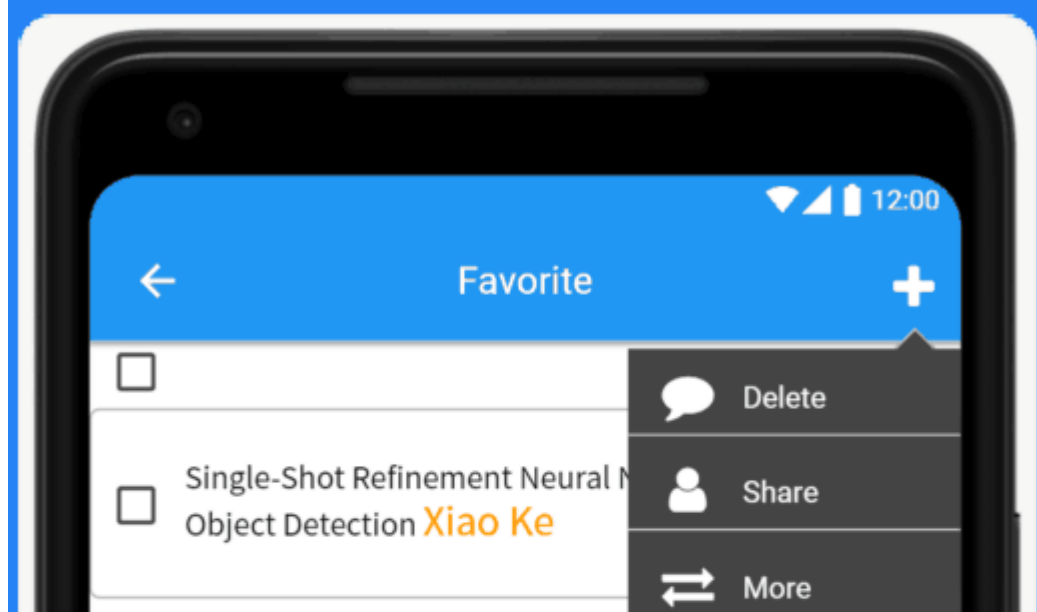 12:00
Favorite
Delete
Single-Shot Refinement Neural
Object Detection Xiao Ke
Share
More